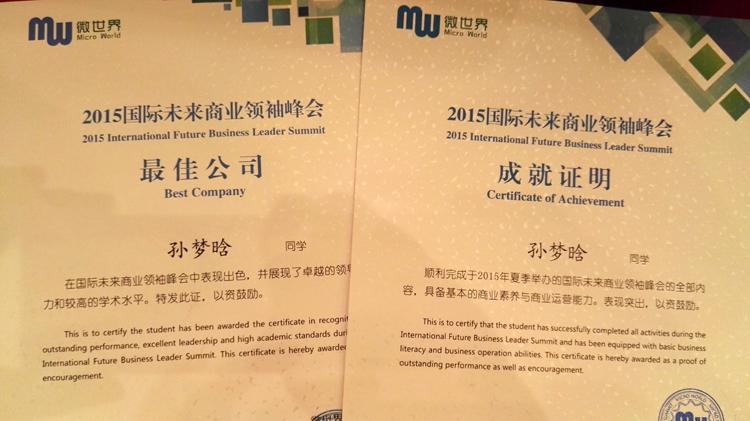 微世界
Micro World
2015国际未来商业领袖峰会
2015 International Future Business Leader Summit
最佳公司
Best Company
孙梦晗 同学
在国际未来商业领袖峰会中表现出色，并展现了卓越的领导
力和较高的学术水平。特发此证，以资鼓励。
This is to certify the student has been awarded the certificate in
outstanding performance, excellent leadership and high academic standards
International Future Business Leader Summit. This certificate is hereby awarded
encouragement.
微世界
Micro World
2015国际未来商业领袖峰会
2015 International Future Business Leader Summit
成就证明
Certificate of Achievement
孙梦晗 同学
顺利完成于2015年夏季举办的国际未来商业领袖峰会的全部内
容，具备基本的商业素养与商业运营能力。表现突出，以资鼓励。
This is to certify that the student has successfully completed all activities during the
International Future Business Leader Summit and has been equipped with basic business
literacy and business operation abilities. This certificate is hereby awarded as a proof of
outstanding performance as well as encouragement.